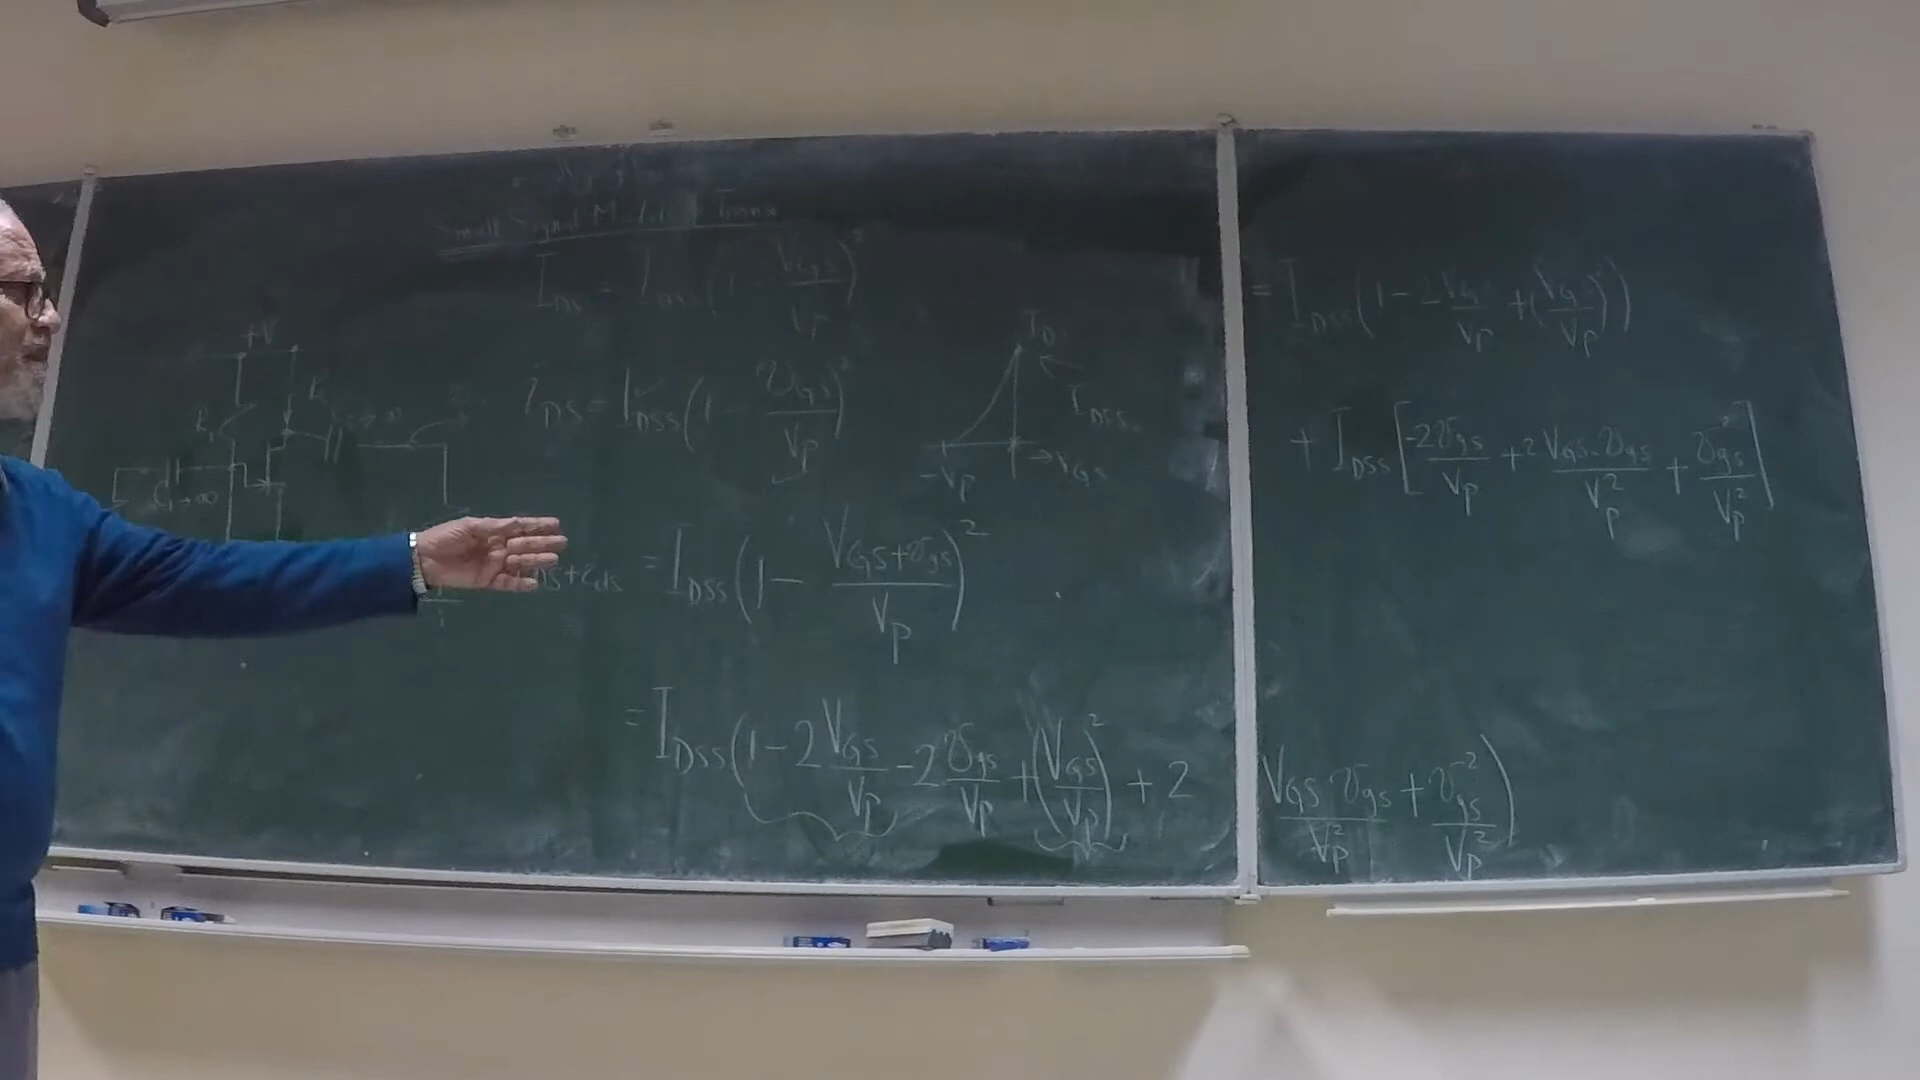 Small Signal Model
I_DS = I_DSS (1 - V_GS / V_P)^2
+V
R_1
C_1→∞
→∞
i_DS = I_DSS (1 - v_GS / V_P)^2
I_D
I_DSS
-V_P
→V_GS
+i_ds = I_DSS (1 - (V_GS + v_gs) / V_P)^2
= I_DSS (1 - 2 V_GS / V_P - 2 v_gs / V_P + (V_GS / V_P)^2 + 2 V_GS · v_gs / V_P^2 + v_gs^2 / V_P^2)
= I_DSS (1 - 2 V_GS / V_P + (V_GS / V_P)^2)
+ I_DSS [-2 v_gs / V_P + 2 V_GS · v_gs / V_P^2 + v_gs^2 / V_P^2]